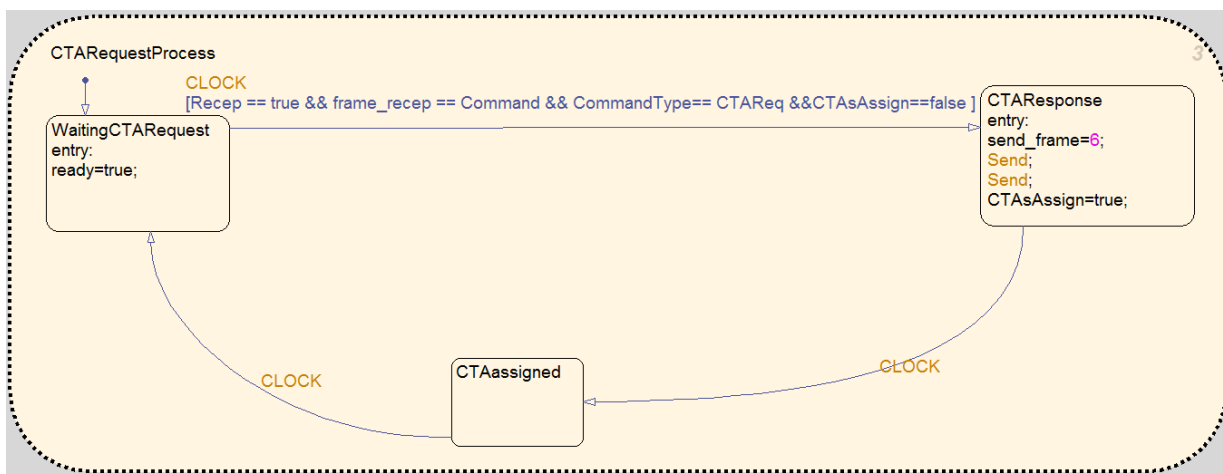 CTARequestProcess
3
CLOCK
[Recep == true && frame_recep == Command && CommandType== CTAReq &&CTAsAssign==false ]
WaitingCTARequest
entry:
ready=true;
CTAResponse
entry:
send_frame=6;
Send;
Send;
CTAsAssign=true;
CTAassigned
CLOCK
CLOCK